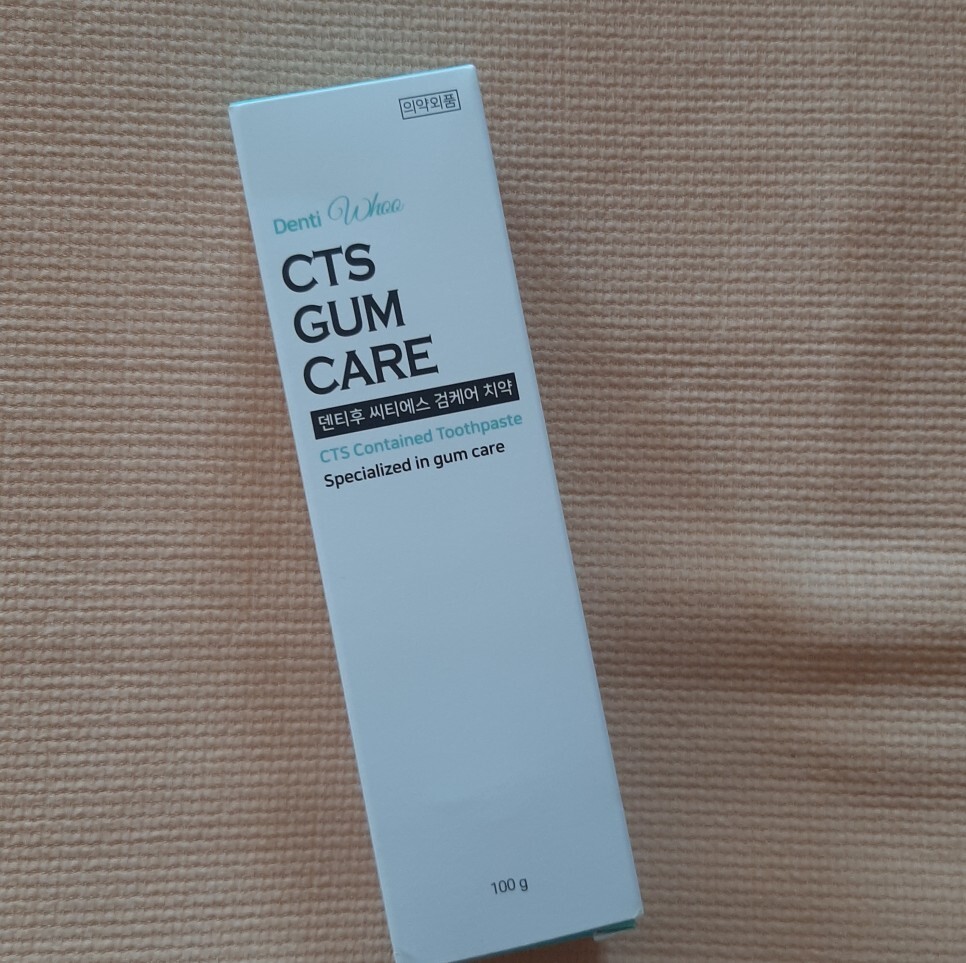 의약외품
Denti Whoo
CTS
GUM
CARE
덴티후 씨티에스 검케어 치약
CTS Contained Toothpaste
Specialized in gum care
100 g